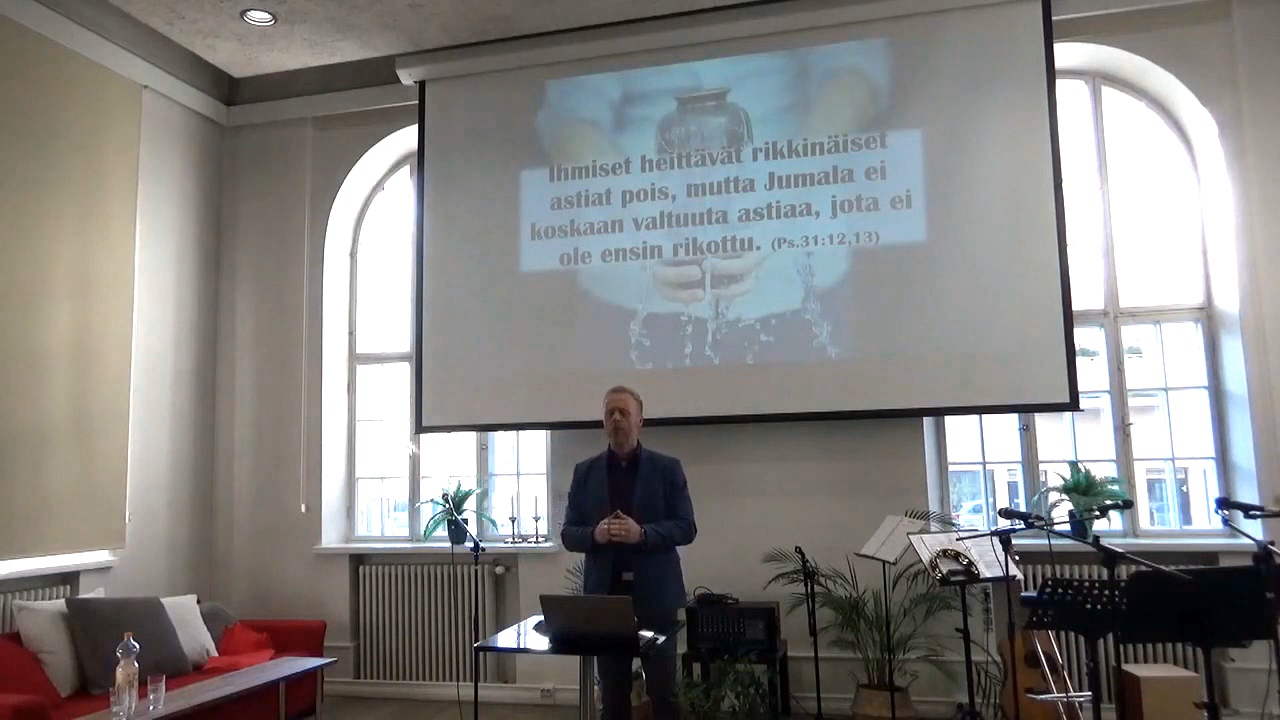 Ihmiset heittävät rikkinäiset
astiat pois, mutta Jumala ei
koskaan valtuuta astiaa, jota ei
ole ensin rikottu. (Ps.31:12,13)